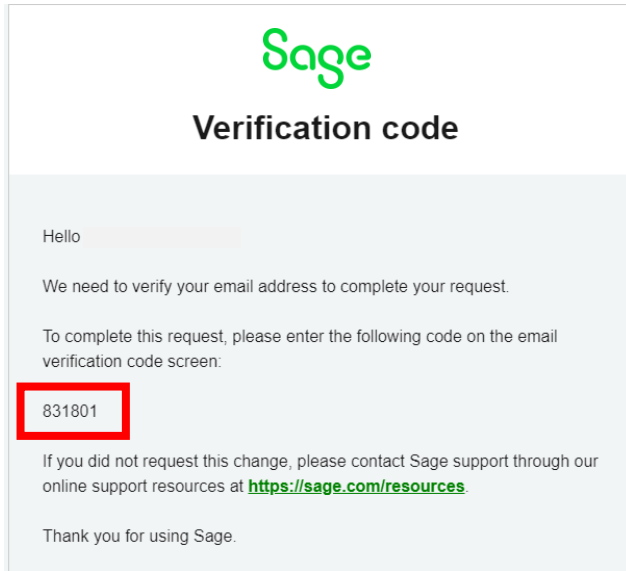 Sage
Verification code
Hello
We need to verify your email address to complete your request.
To complete this request, please enter the following code on the email
verification code screen:
831801
If you did not request this change, please contact Sage support through our
online support resources at https://sage.com/resources.
Thank you for using Sage.